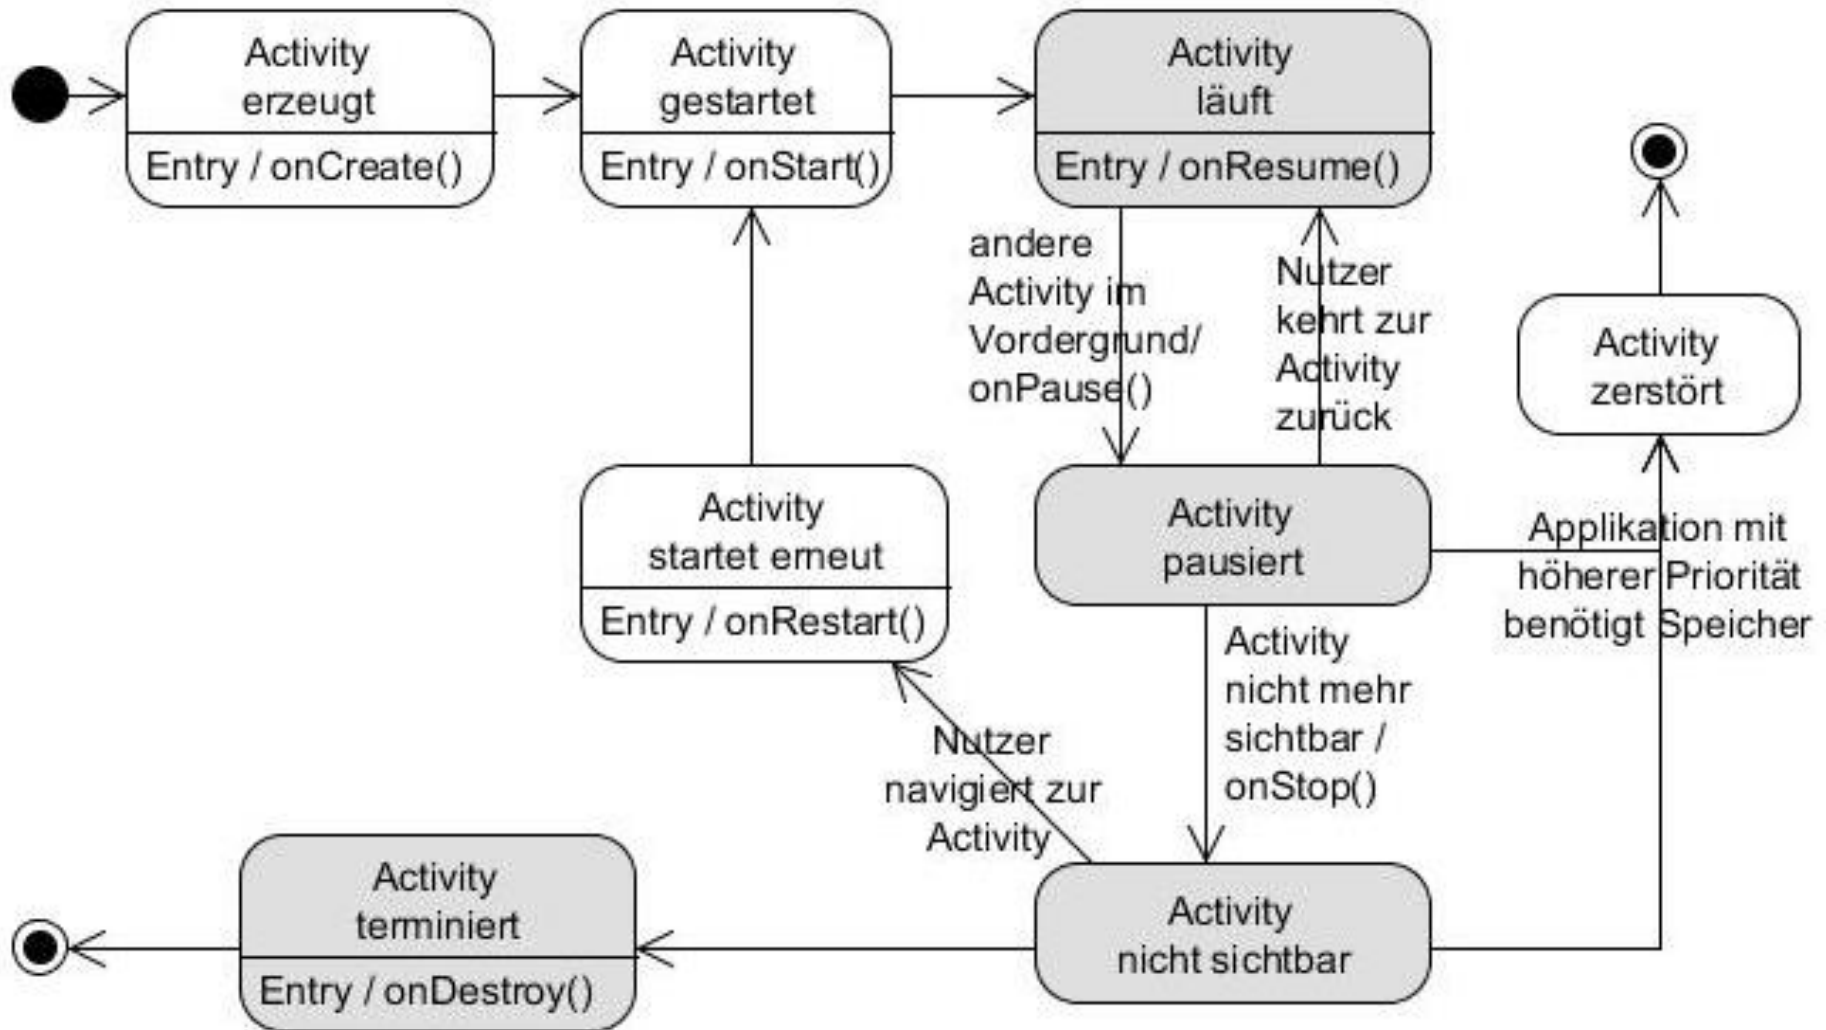 Activity
erzeugt
Entry / onCreate()
Activity
gestartet
Entry / onStart()
Activity
läuft
Entry / onResume()
andere
Activity im
Vordergrund/
onPause()
Nutzer
kehrt zur
Activity
zurück
Activity
zerstört
Activity
startet erneut
Entry / onRestart()
Activity
pausiert
Applikation mit
höherer Priorität
benötigt Speicher
Activity
nicht mehr
sichtbar /
onStop()
Nutzer
navigiert zur
Activity
Activity
terminiert
Entry / onDestroy()
Activity
nicht sichtbar